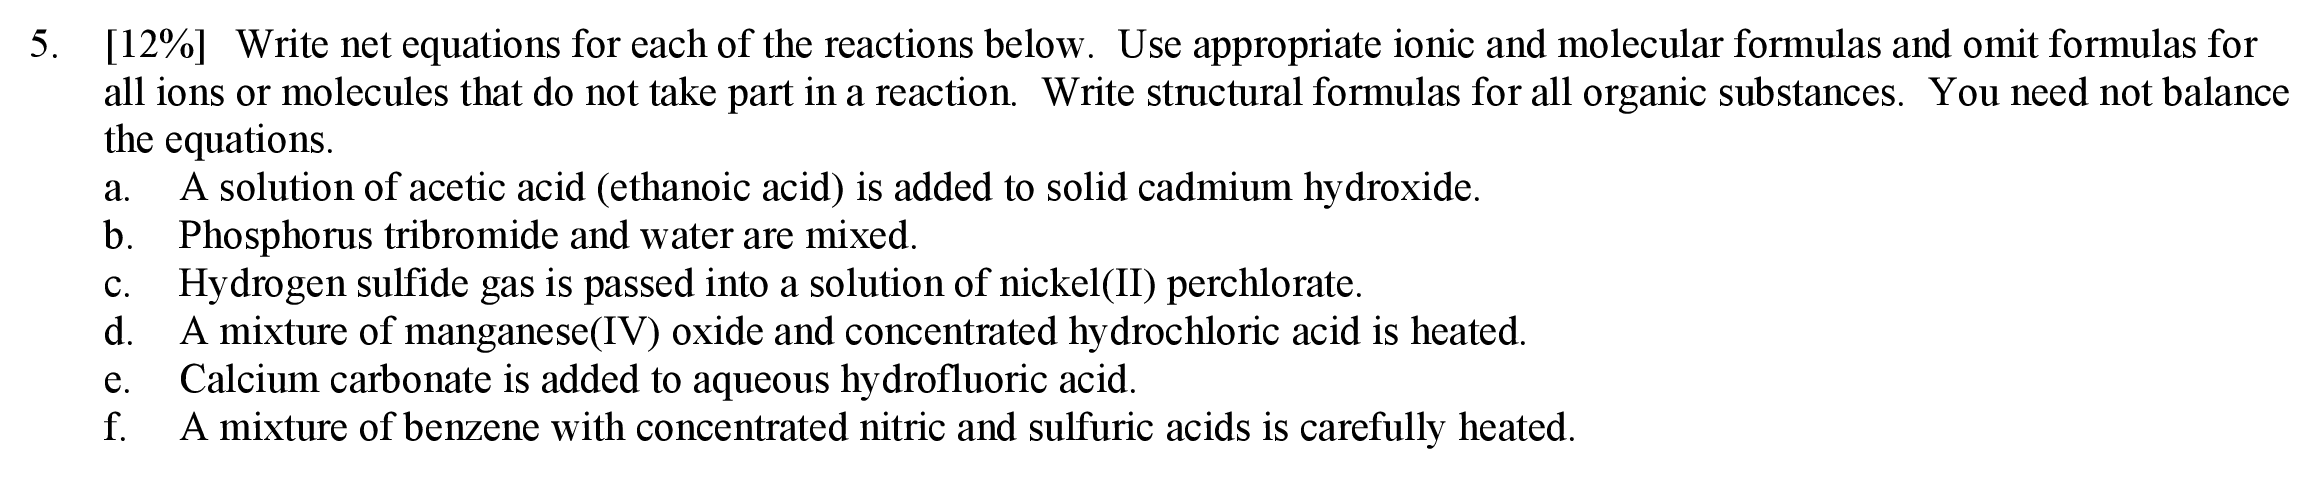 5. [12%] Write net equations for each of the reactions below. Use appropriate ionic and molecular formulas and omit formulas for
all ions or molecules that do not take part in a reaction. Write structural formulas for all organic substances. You need not balance
the equations.
a. A solution of acetic acid (ethanoic acid) is added to solid cadmium hydroxide.
b. Phosphorus tribromide and water are mixed.
c. Hydrogen sulfide gas is passed into a solution of nickel(II) perchlorate.
d. A mixture of manganese(IV) oxide and concentrated hydrochloric acid is heated.
e. Calcium carbonate is added to aqueous hydrofluoric acid.
f. A mixture of benzene with concentrated nitric and sulfuric acids is carefully heated.